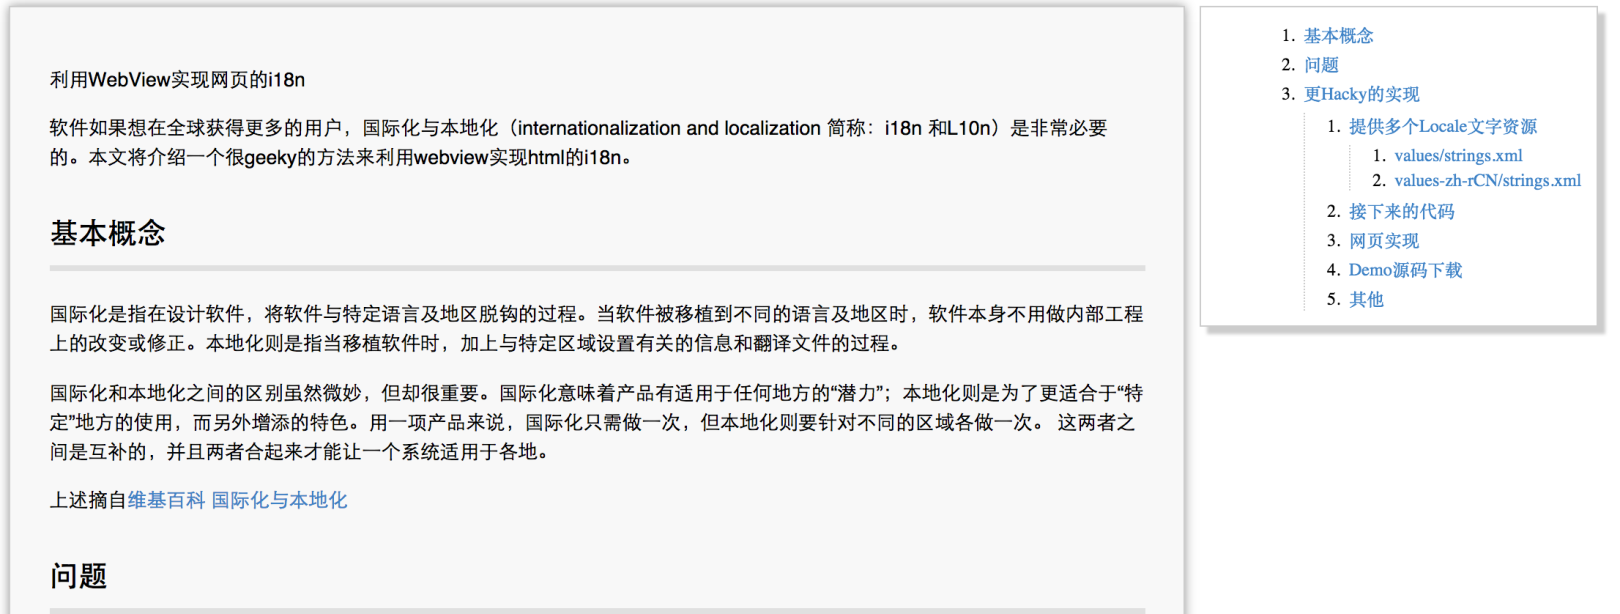 利用WebView实现网页的i18n
软件如果想在全球获得更多的用户，国际化与本地化（internationalization and localization 简称：i18n 和L10n）是非常必要
的。本文将介绍一个很geeky的方法来利用webview实现html的i18n。
基本概念
国际化是指在设计软件，将软件与特定语言及地区脱钩的过程。当软件被移植到不同的语言及地区时，软件本身不用做内部工程
上的改变或修正。本地化则是指当移植软件时，加上与特定区域设置有关的信息和翻译文件的过程。
国际化和本地化之间的区别虽然微妙，但却很重要。国际化意味着产品有适用于任何地方的“潜力”；本地化则是为了更适合于“特
定”地方的使用，而另外增添的特色。用一项产品来说，国际化只需做一次，但本地化则要针对不同的区域各做一次。 这两者之
间是互补的，并且两者合起来才能让一个系统适用于各地。
上述摘自维基百科 国际化与本地化
问题
1. 基本概念
2. 问题
3. 更Hacky的实现
1. 提供多个Locale文字资源
1. values/strings.xml
2. values-zh-rCN/strings.xml
2. 接下来的代码
3. 网页实现
4. Demo源码下载
5. 其他